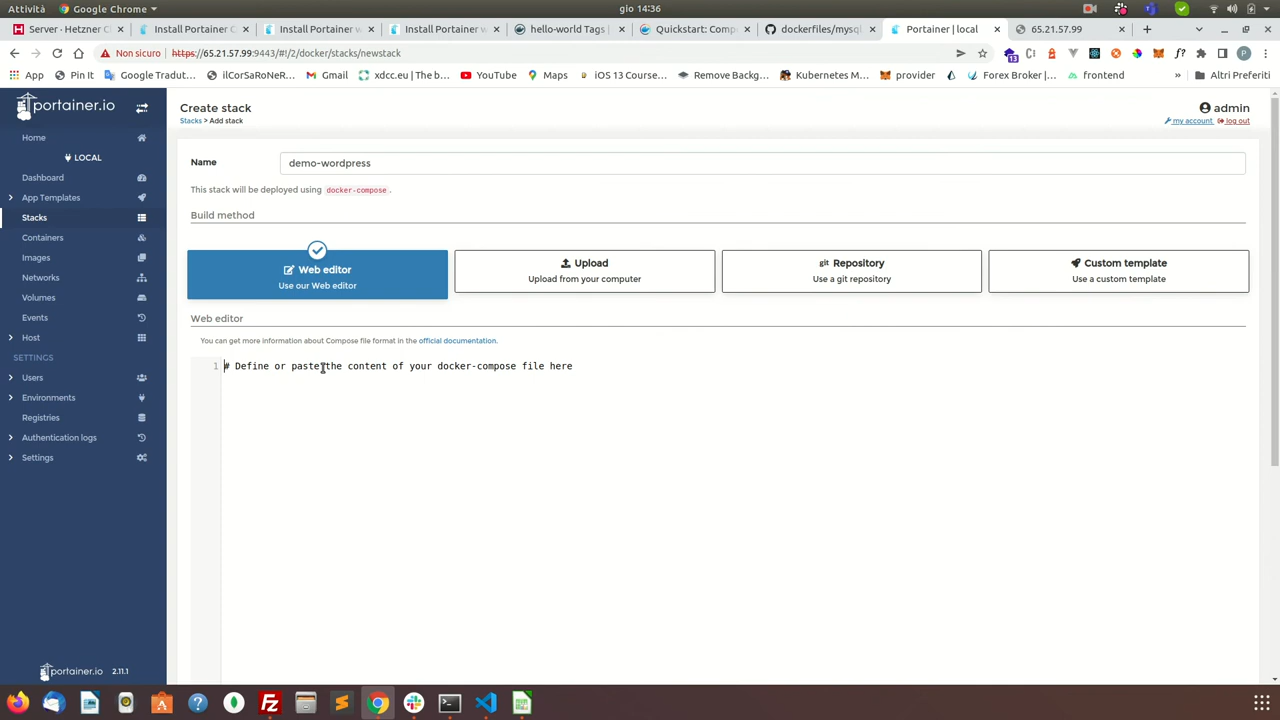 Attività
Google Chrome
gio 14:36
Server · Hetzner C
Install Portainer C
Install Portainer w
Install Portainer w
hello-world Tags |
Quickstart: Comp
dockerfiles/mysql
Portainer | local
65.21.57.99
Non sicuro
https://65.21.57.99:9443/#!/2/docker/stacks/newstack
13
P
App
Pin It
Google Tradut...
ilCorSaRoNeR...
Gmail
xdcc.eu | The b...
YouTube
Maps
iOS 13 Course...
Remove Backg...
Kubernetes M...
provider
Forex Broker |...
frontend
»
Altri Preferiti
portainer.io
Home
LOCAL
Dashboard
App Templates
Stacks
Containers
Images
Networks
Volumes
Events
Host
SETTINGS
Users
Environments
Registries
Authentication logs
Settings
portainer.io 2.11.1
Create stack
Stacks > Add stack
admin
my account
log out
Name
demo-wordpress
This stack will be deployed using docker-compose.
Build method
Web editor
Use our Web editor
Upload
Upload from your computer
git Repository
Use a git repository
Custom template
Use a custom template
Web editor
You can get more information about Compose file format in the official documentation.
1 # Define or paste the content of your docker-compose file here